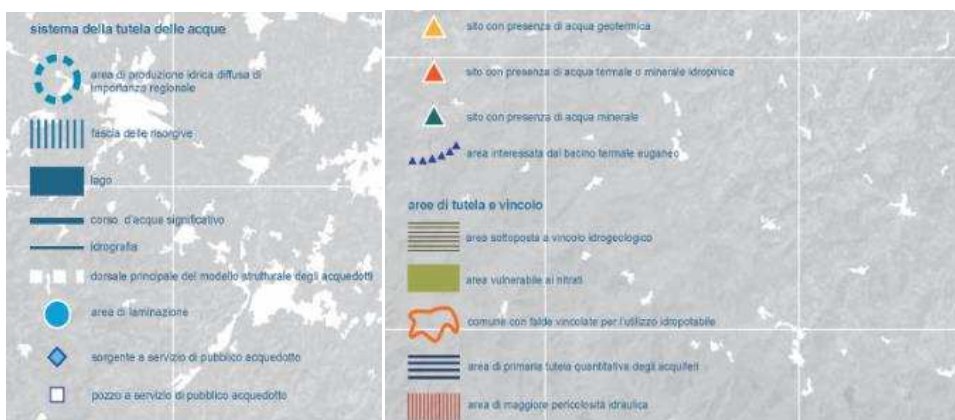 sistema della tutela delle acque
area di produzione idrica diffusa di
importanza regionale
fascia delle risorgive
lago
corso d'acque significativo
idrografia
dorsale principale del modello strutturale degli acquedotti
area di laminazione
sorgente a servizio di pubblico acquedotto
pozzo a servizio di pubblico acquedotto
sito con presenza di acqua geotermica
sito con presenza di acqua termale o minerale idropinica
sito con presenza di acqua minerale
area interessata dal bacino termale euganeo
aree di tutela e vincolo
area sottoposta a vincolo idrogeologico
area vulnerabile ai nitrati
comune con falde vincolate per l'utilizzo idropotabile
area di primaria tutela quantitativa degli acquiferi
area di maggiore pericolosità idraulica